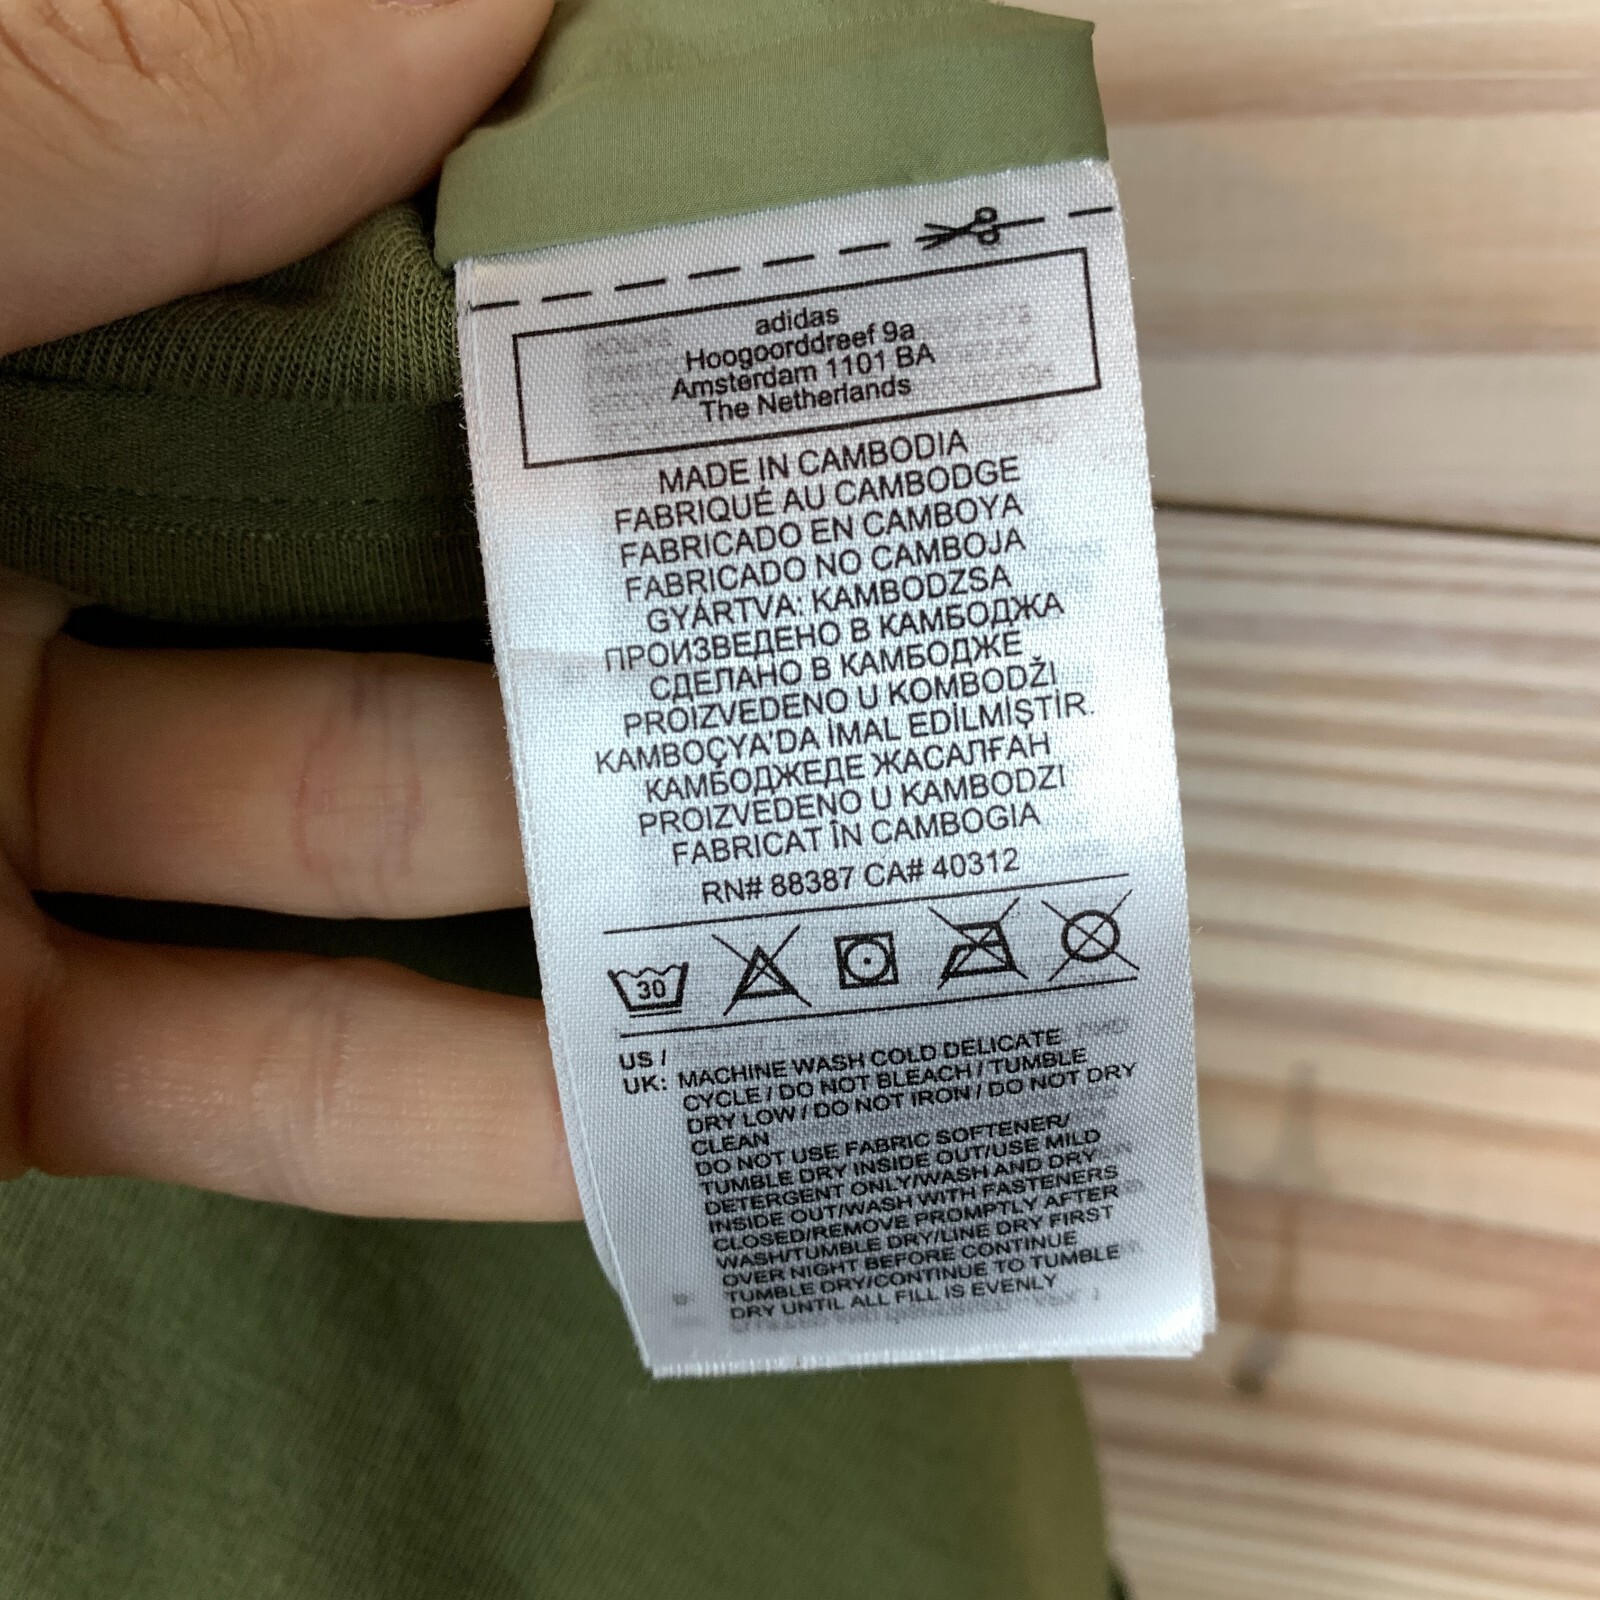 adidas
Hoogoorddreef 9a
Amsterdam 1101 BA
The Netherlands
MADE IN CAMBODIA
FABRIQUÉ AU CAMBODGE
FABRICADO EN CAMBOYA
FABRICADO NO CAMBOJA
GYÁRTVA: KAMBODZSA
ПРОИЗВЕДЕНО В КАМБОДЖА
СДЕЛАНО В КАМБОДЖЕ
PROIZVEDENO U KOMBODŽI
KAMBOÇYA'DA İMAL EDİLMİŞTİR.
КАМБОДЖЕДЕ ЖАСАЛҒАН
PROIZVEDENO U KAMBODZI
FABRICAT ÎN CAMBOGIA
RN# 88387 CA# 40312
30
US /
UK: MACHINE WASH COLD DELICATE
CYCLE / DO NOT BLEACH / TUMBLE
DRY LOW / DO NOT IRON / DO NOT DRY
CLEAN
DO NOT USE FABRIC SOFTENER/
TUMBLE DRY INSIDE OUT/USE MILD
DETERGENT ONLY/WASH AND DRY
INSIDE OUT/WASH WITH FASTENERS
CLOSED/REMOVE PROMPTLY AFTER
WASH/TUMBLE DRY/LINE DRY FIRST
OVER NIGHT BEFORE CONTINUE
TUMBLE DRY/CONTINUE TO TUMBLE
DRY UNTIL ALL FILL IS EVENLY